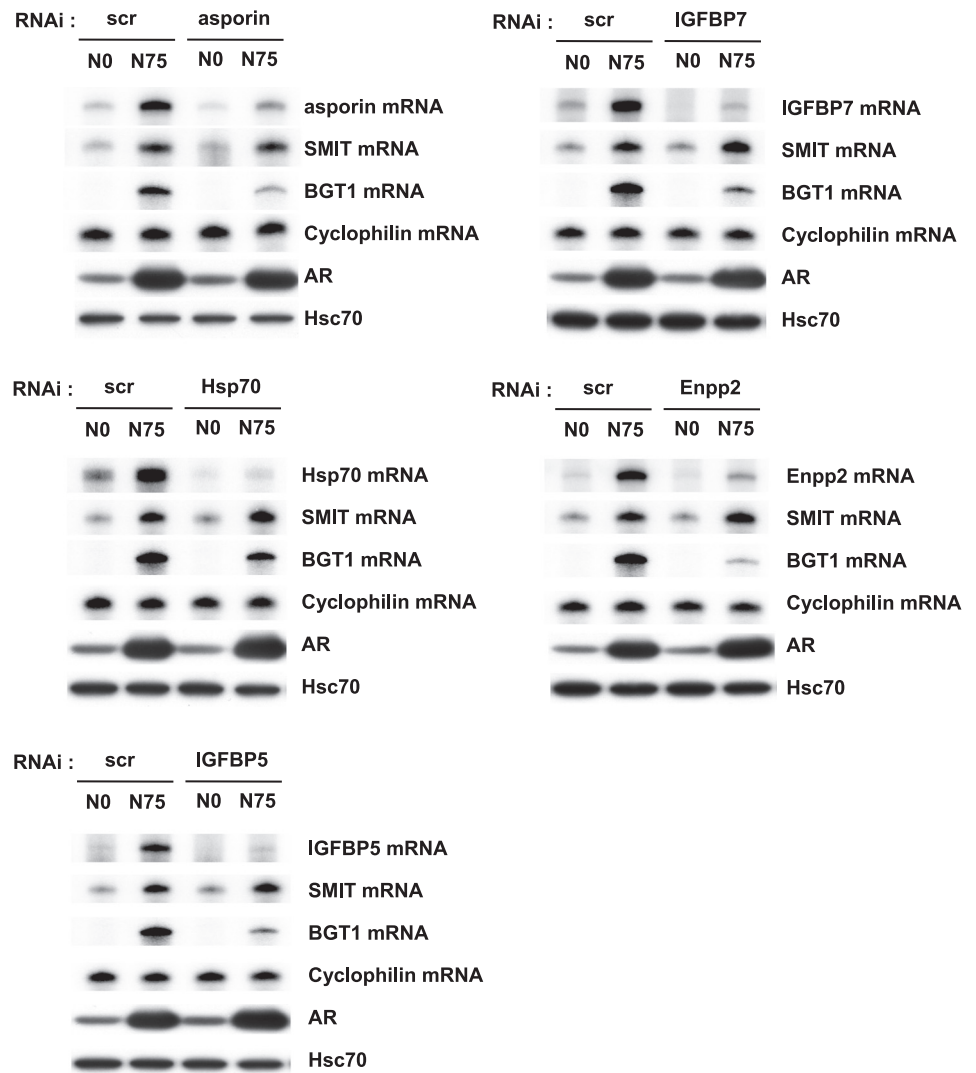 RNAi : scr asporin
N0 N75 N0 N75
asporin mRNA
SMIT mRNA
BGT1 mRNA
Cyclophilin mRNA
AR
Hsc70
RNAi : scr IGFBP7
N0 N75 N0 N75
IGFBP7 mRNA
SMIT mRNA
BGT1 mRNA
Cyclophilin mRNA
AR
Hsc70
RNAi : scr Hsp70
N0 N75 N0 N75
Hsp70 mRNA
SMIT mRNA
BGT1 mRNA
Cyclophilin mRNA
AR
Hsc70
RNAi : scr Enpp2
N0 N75 N0 N75
Enpp2 mRNA
SMIT mRNA
BGT1 mRNA
Cyclophilin mRNA
AR
Hsc70
RNAi : scr IGFBP5
N0 N75 N0 N75
IGFBP5 mRNA
SMIT mRNA
BGT1 mRNA
Cyclophilin mRNA
AR
Hsc70